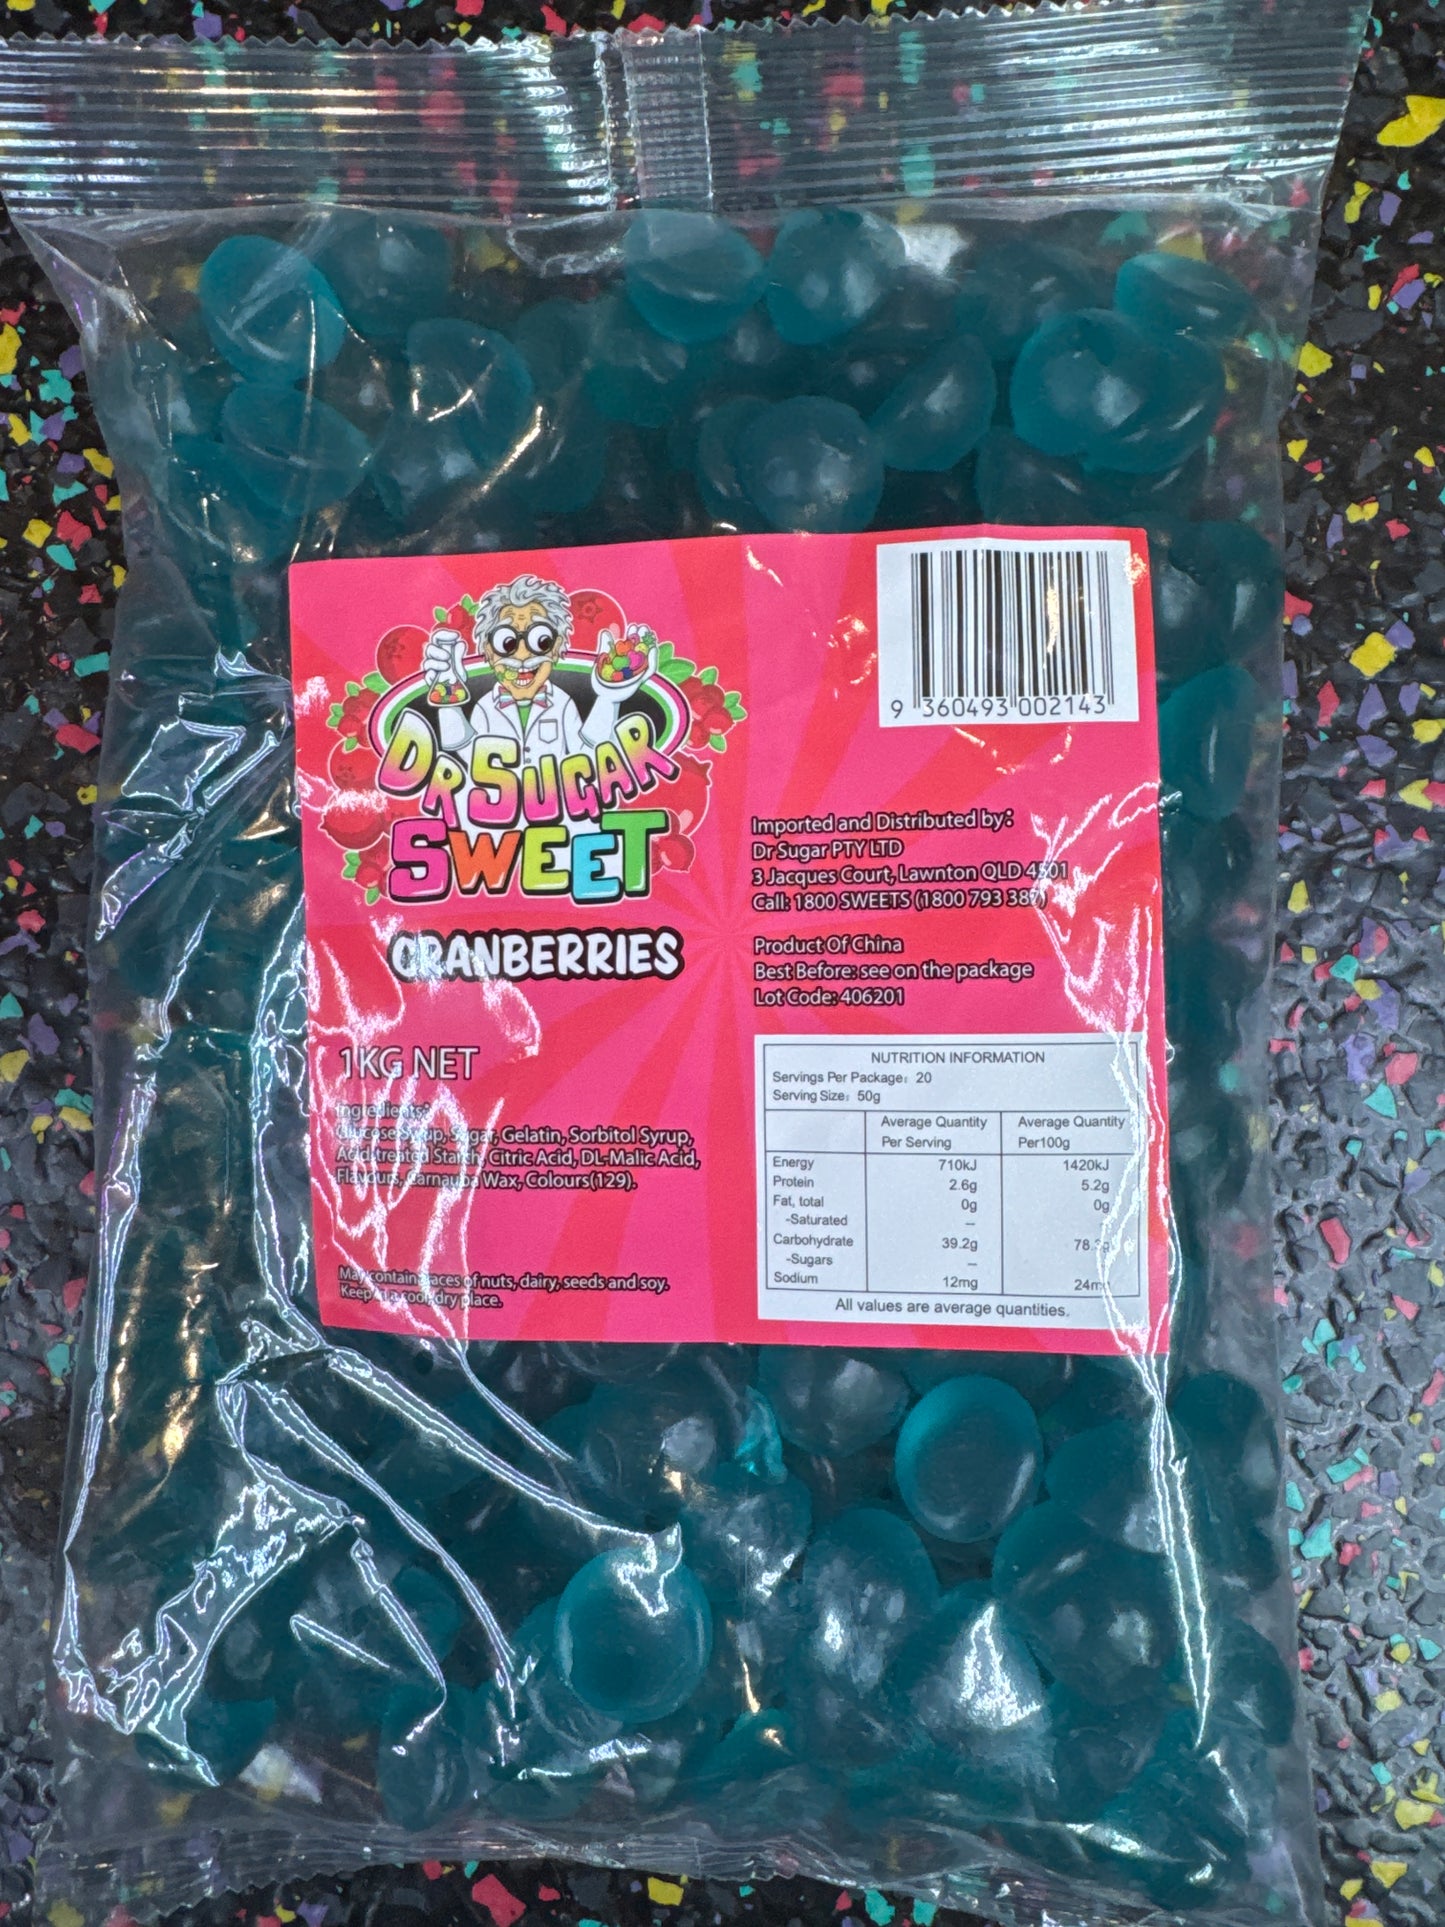 DR SUGAR
SWEET
CRANBERRIES
1KG NET
Ingredients:
Glucose Syrup, Sugar, Gelatin, Sorbitol Syrup,
Acid treated Starch, Citric Acid, DL-Malic Acid,
Flavours, Carnauba Wax, Colours(129).
May contain traces of nuts, dairy, seeds and soy.
Keep in a cool, dry place.
9 360493 002143
Imported and Distributed by:
Dr Sugar PTY LTD
3 Jacques Court, Lawnton QLD 4501
Call: 1800 SWEETS (1800 793 387)
Product Of China
Best Before: see on the package
Lot Code: 406201
NUTRITION INFORMATION
Servings Per Package: 20
Serving Size: 50g
Average Quantity Average Quantity
Per Serving Per100g
Energy 710kJ 1420kJ
Protein 2.6g 5.2g
Fat, total 0g 0g
-Saturated –
Carbohydrate 39.2g
-Sugars –
Sodium 12mg 24mg
All values are average quantities.